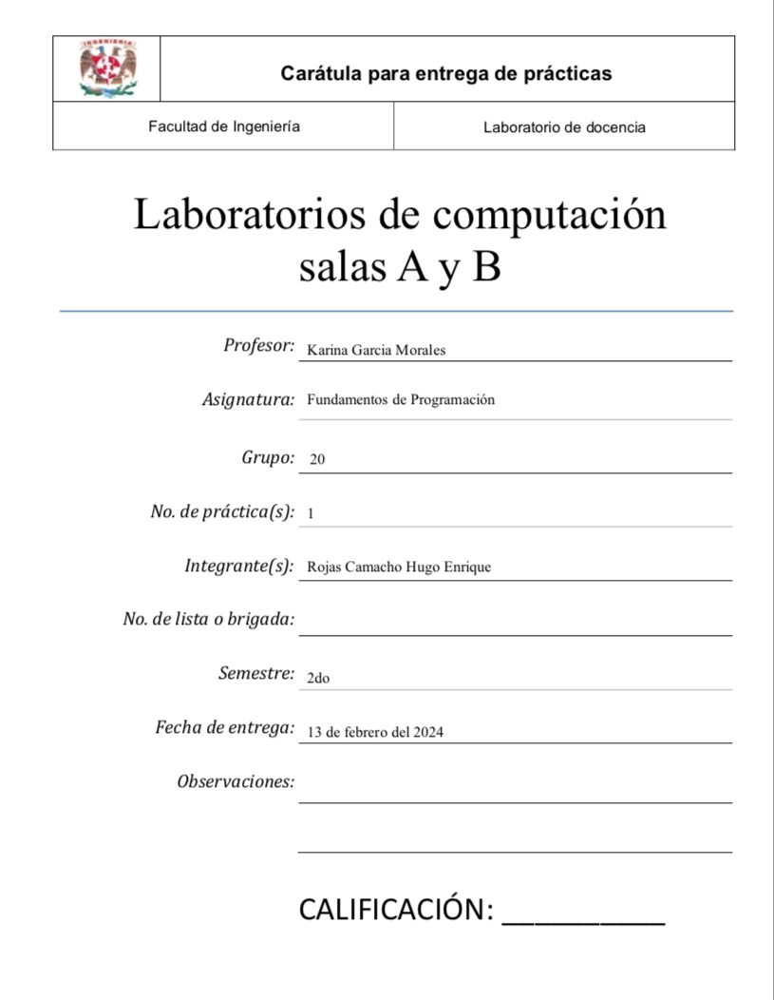 INGENIERIA
Carátula para entrega de prácticas
Facultad de Ingeniería
Laboratorio de docencia
Laboratorios de computación
salas A y B
Profesor: Karina Garcia Morales
Asignatura: Fundamentos de Programación
Grupo: 20
No. de práctica(s): 1
Integrante(s): Rojas Camacho Hugo Enrique
No. de lista o brigada:
Semestre: 2do
Fecha de entrega: 13 de febrero del 2024
Observaciones:
CALIFICACIÓN: __________